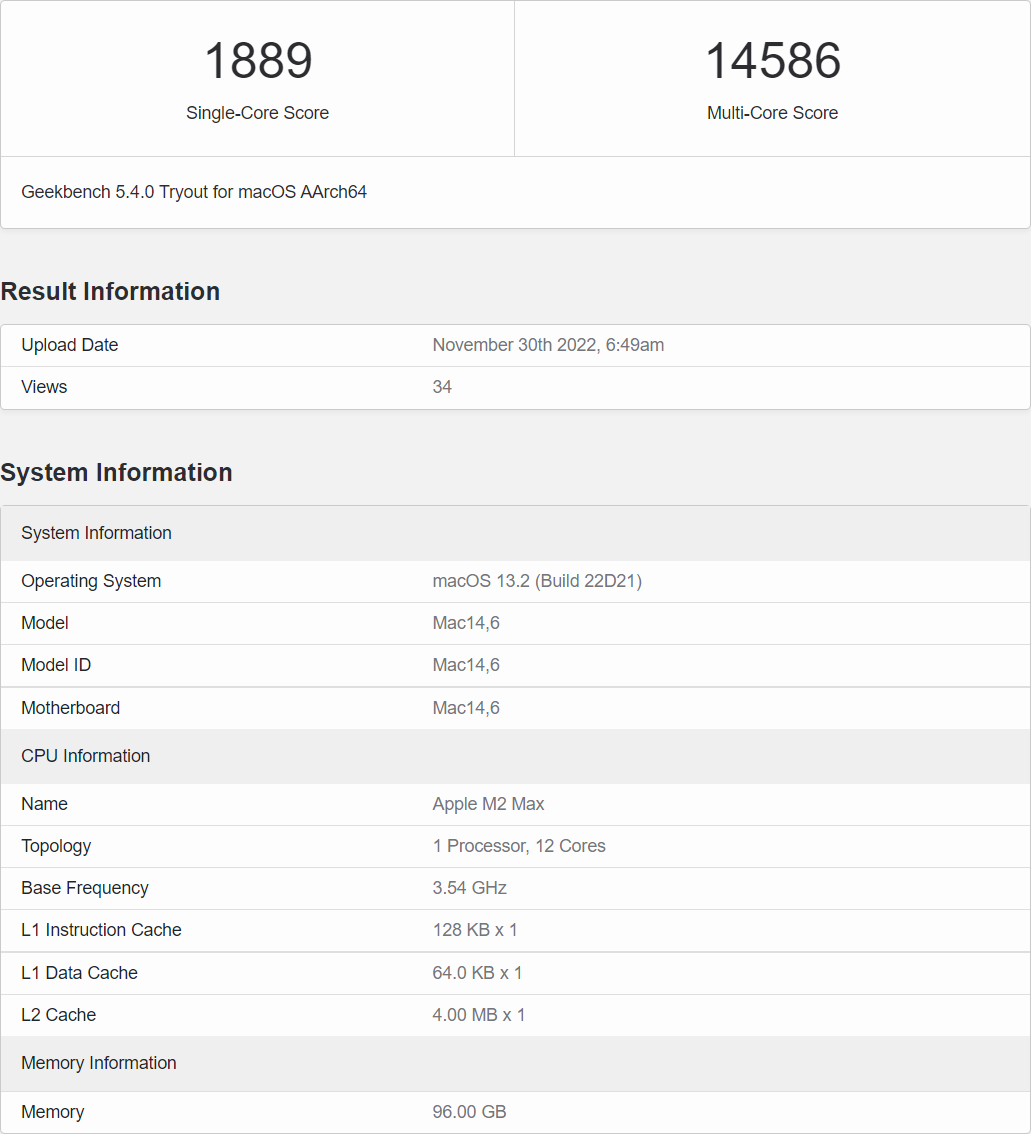 1889 14586
Single-Core Score Multi-Core Score
Geekbench 5.4.0 Tryout for macOS AArch64
Result Information
Upload Date November 30th 2022, 6:49am
Views 34
System Information
System Information
Operating System macOS 13.2 (Build 22D21)
Model Mac14,6
Model ID Mac14,6
Motherboard Mac14,6
CPU Information
Name Apple M2 Max
Topology 1 Processor, 12 Cores
Base Frequency 3.54 GHz
L1 Instruction Cache 128 KB x 1
L1 Data Cache 64.0 KB x 1
L2 Cache 4.00 MB x 1
Memory Information
Memory 96.00 GB